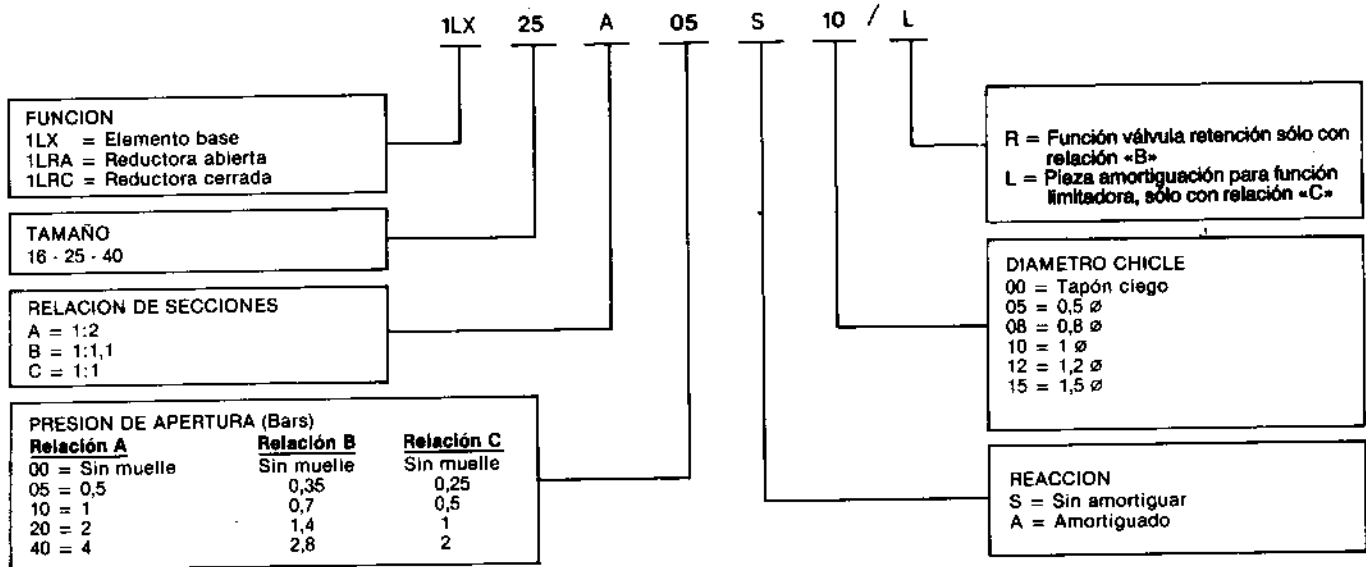 1LX 25 A 05 S 10 / L
FUNCION
1LX = Elemento base
1LRA = Reductora abierta
1LRC = Reductora cerrada
TAMAÑO
16 - 25 - 40
RELACION DE SECCIONES
A = 1:2
B = 1:1,1
C = 1:1
PRESION DE APERTURA (Bars)
Relación A Relación B Relación C
00 = Sin muelle Sin muelle Sin muelle
05 = 0,5 0,35 0,25
10 = 1 0,7 0,5
20 = 2 1,4 1
40 = 4 2,8 2
R = Función válvula retención sólo con
relación «B»
L = Pieza amortiguación para función
limitadora, sólo con relación «C»
DIAMETRO CHICLE
00 = Tapón ciego
05 = 0,5 ø
08 = 0,8 ø
10 = 1 ø
12 = 1,2 ø
15 = 1,5 ø
REACCION
S = Sin amortiguar
A = Amortiguado